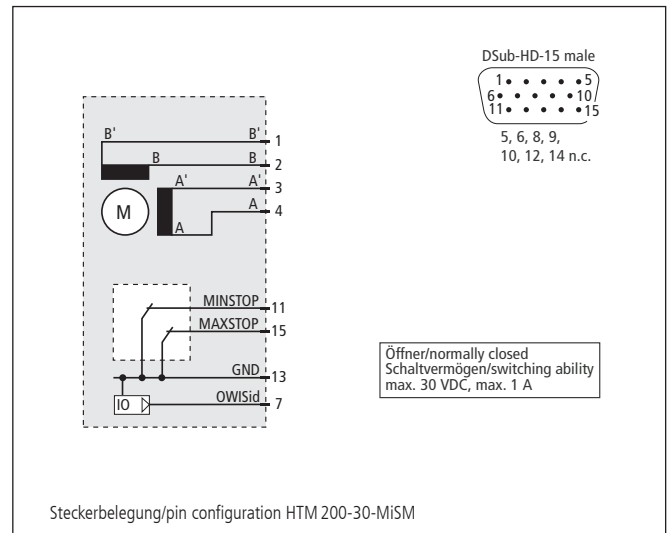 DSub-HD-15 male
1 5
6 10
11 15
5, 6, 8, 9,
10, 12, 14 n.c.
B' B' 1
B B 2
A' A' 3
A 4
M
A
MINSTOP 11
MAXSTOP 15
GND 13
IO OWISid 7
Öffner/normally closed
Schaltvermögen/switching ability
max. 30 VDC, max. 1 A
Steckerbelegung/pin configuration HTM 200-30-MiSM